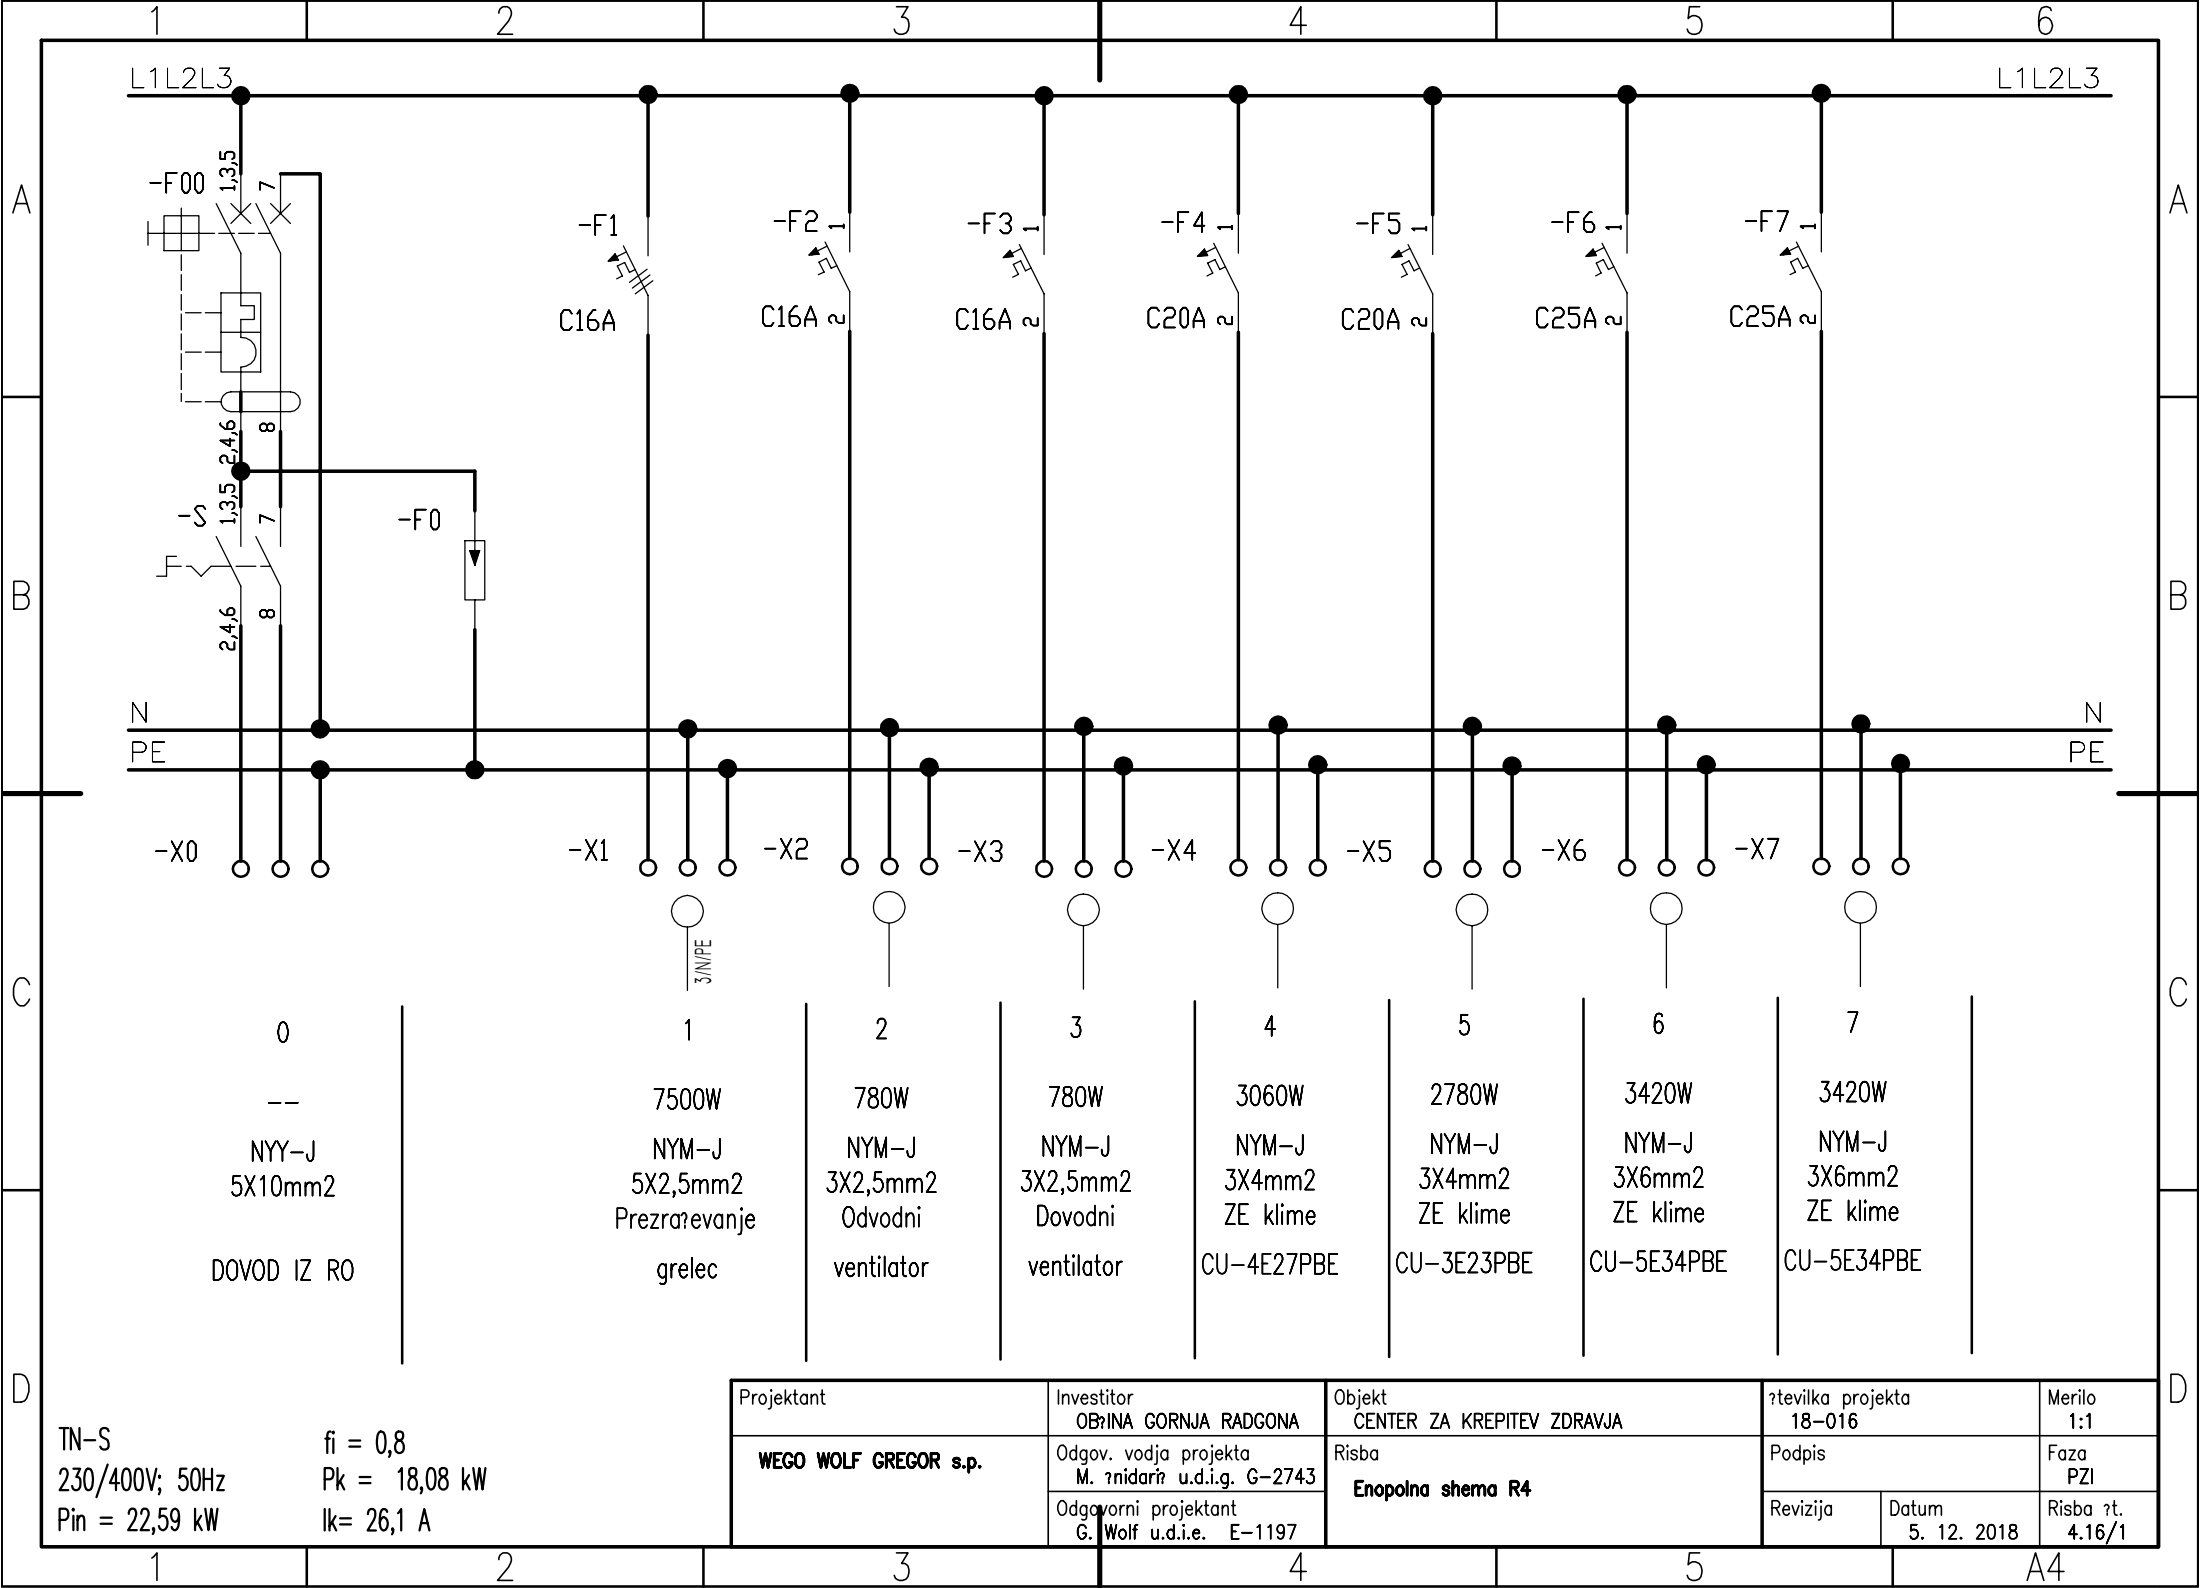 1 2 3 4 5 6
L1L2L3 L1L2L3
A A
-F00 1,3,5 7
-F1 -F2 1 -F3 1 -F4 1 -F5 1 -F6 1 -F7 1
C16A C16A 2 C16A 2 C20A 2 C20A 2 C25A 2 C25A 2
2,4,6 8
-S 1,3,5 7 -F0
B B
2,4,6 8
N N
PE PE
-X0 -X1 -X2 -X3 -X4 -X5 -X6 -X7
3/N/PE
C C
0 1 2 3 4 5 6 7
-- 7500W 780W 780W 3060W 2780W 3420W 3420W
NYY-J NYM-J NYM-J NYM-J NYM-J NYM-J NYM-J NYM-J
5X10mm2 5X2,5mm2 3X2,5mm2 3X2,5mm2 3X4mm2 3X4mm2 3X6mm2 3X6mm2
Prezra?evanje Odvodni Dovodni ZE klime ZE klime ZE klime ZE klime
DOVOD IZ RO grelec ventilator ventilator CU-4E27PBE CU-3E23PBE CU-5E34PBE CU-5E34PBE
D D
TN-S fi = 0,8
230/400V; 50Hz Pk = 18,08 kW
Pin = 22,59 kW Ik= 26,1 A
Projektant
WEGO WOLF GREGOR s.p.
Investitor
OB?INA GORNJA RADGONA
Odgov. vodja projekta
M. ?nidari? u.d.i.g. G-2743
Odgovorni projektant
G. Wolf u.d.i.e. E-1197
Objekt
CENTER ZA KREPITEV ZDRAVJA
Risba
Enopolna shema R4
?tevilka projekta
18-016
Merilo
1:1
Podpis
Faza
PZI
Revizija
Datum
5. 12. 2018
Risba ?t.
4.16/1
1 2 3 4 5 A4